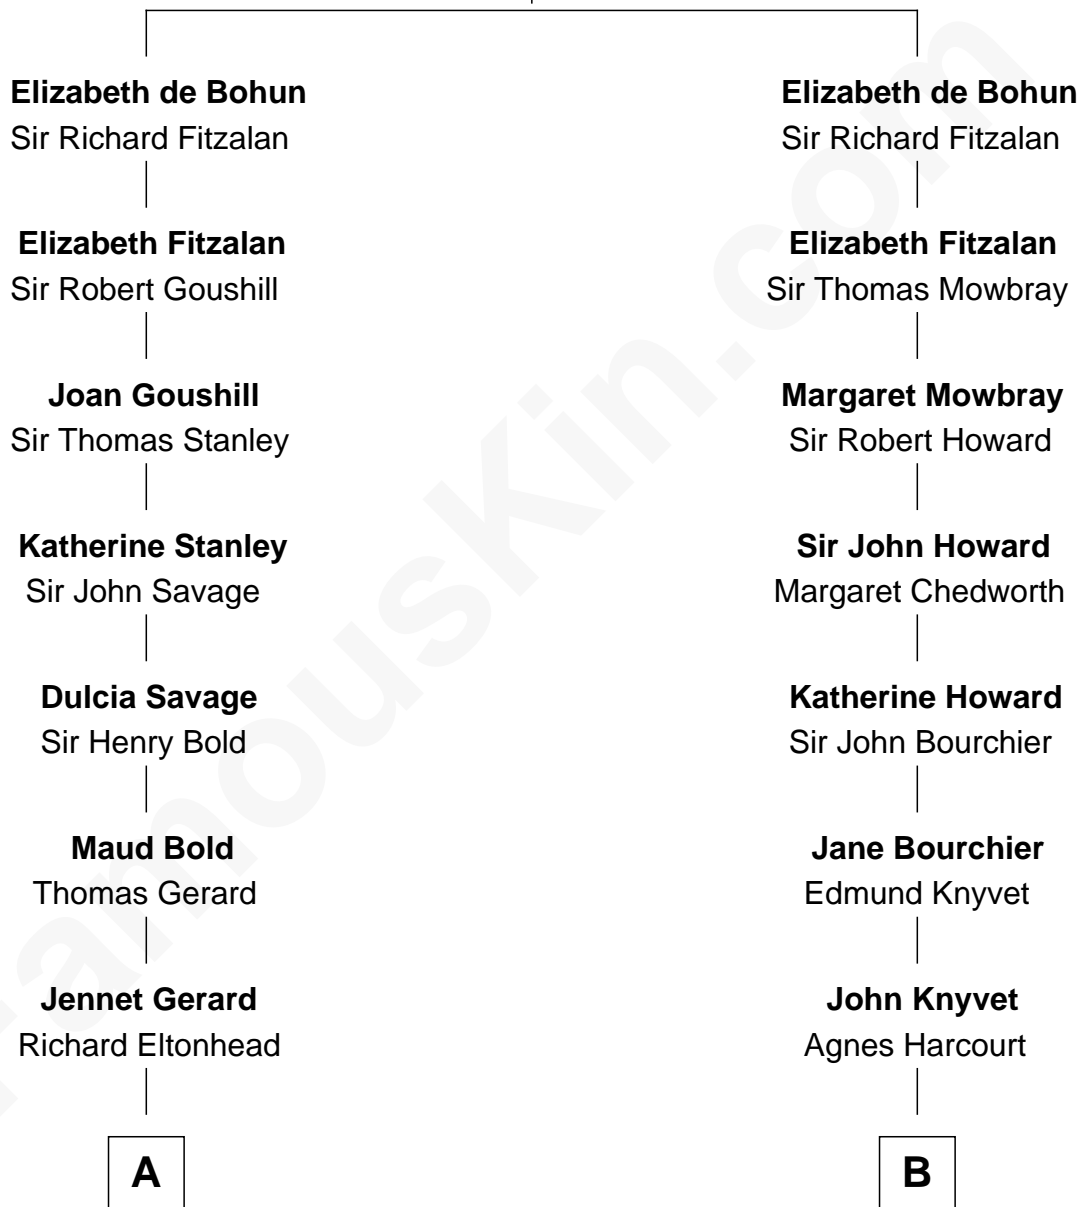 Elizabeth de Bohun
Sir Richard Fitzalan
Elizabeth Fitzalan
Sir Robert Goushill
Joan Goushill
Sir Thomas Stanley
Katherine Stanley
Sir John Savage
Dulcia Savage
Sir Henry Bold
Maud Bold
Thomas Gerard
Jennet Gerard
Richard Eltonhead
A
Elizabeth de Bohun
Sir Richard Fitzalan
Elizabeth Fitzalan
Sir Thomas Mowbray
Margaret Mowbray
Sir Robert Howard
Sir John Howard
Margaret Chedworth
Katherine Howard
Sir John Bourchier
Jane Bourchier
Edmund Knyvet
John Knyvet
Agnes Harcourt
B
FamousKin.com